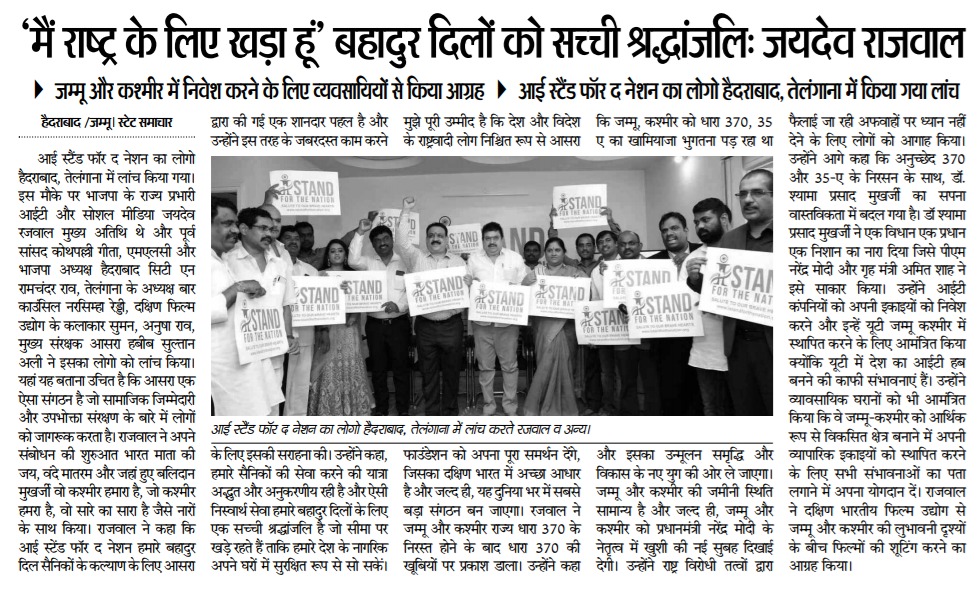 'मैं राष्ट्र के लिए खड़ा हूं' बहादुर दिलों को सच्ची श्रद्धांजलिः जयदेव राजवाल
जम्मू और कश्मीर में निवेश करने के लिए व्यवसायियों से किया आग्रह
आई स्टैंड फॉर द नेशन का लोगो हैदराबाद, तेलंगाना में किया गया लांच
हैदराबाद /जम्मू। स्टेट समाचार
आई स्टैंड फॉर द नेशन का लोगो
हैदराबाद, तेलंगाना में लांच किया गया।
इस मौके पर भाजपा के राज्य प्रभारी
आईटी और सोशल मीडिया जयदेव
रजवाल मुख्य अतिथि थे और पूर्व
सांसद कोथपल्ली गीता, एमएलसी और
भाजपा अध्यक्ष हैदराबाद सिटी एन
रामचंदर राव, तेलंगाना के अध्यक्ष बार
काउंसिल नरसिम्हा रेड्डी, दक्षिण फिल्म
उद्योग के कलाकार सुमन, अनुषा राव,
मुख्य संरक्षक आसरा हबीब सुल्तान
अली ने इसका लोगो को लांच किया।
यहां यह बताना उचित है कि आसरा एक
ऐसा संगठन है जो सामाजिक जिम्मेदारी
और उपभोक्ता संरक्षण के बारे में लोगों
को जागरूक करता है। राजवाल ने अपने
संबोधन की शुरुआत भारत माता की
जय, वंदे मातरम और जहां हुए बलिदान
मुखर्जी वो कश्मीर हमारा है, जो कश्मीर
हमरा है, वो सारे का सारा है जैसे नारों
के साथ किया। राजवाल ने कहा कि
आई स्टेंड फॉर द नेशन हमारे बहादुर
दिल सैनिकों के कल्याण के लिए आसरा
द्वारा की गई एक शानदार पहल है और
उन्होंने इस तरह के जबरदस्त काम करने
के लिए इसकी सराहना की। उन्होंने कहा,
हमारे सैनिकों की सेवा करने की यात्रा
अद्भुत और अनुकरणीय रही है और ऐसी
निस्वार्थ सेवा हमारे बहादुर दिलों के लिए
एक सच्ची श्रद्धांजलि है जो सीमा पर
खड़े रहते हैं ताकि हमारे देश के नागरिक
अपने घरों में सुरक्षित रूप से सो सकें।
मुझे पूरी उम्मीद है कि देश और विदेश
के राष्ट्रवादी लोग निश्चित रूप से आसरा
फाउंडेशन को अपना पूरा समर्थन देंगे,
जिसका दक्षिण भारत में अच्छा आधार
है और जल्द ही, यह दुनिया भर में सबसे
बड़ा संगठन बन जाएगा। रजवाल ने
जम्मू और कश्मीर राज्य धारा 370 के
निरस्त होने के बाद धारा 370 की
खूबियों पर प्रकाश डाला। उन्होंने कहा
कि जम्मू, कश्मीर को धारा 370, 35
ए का खामियाजा भुगतना पड़ रहा था
और इसका उन्मूलन समृद्धि और
विकास के नए युग की ओर ले जाएगा।
जम्मू और कश्मीर की जमीनी स्थिति
सामान्य है और जल्द ही, जम्मू और
कश्मीर को प्रधानमंत्री नरेंद्र मोदी के
नेतृत्व में खुशी की नई सुबह दिखाई
देगी। उन्होंने राष्ट्र विरोधी तत्वों द्वारा
फैलाई जा रही अफवाहों पर ध्यान नहीं
देने के लिए लोगों को आगाह किया।
उन्होंने आगे कहा कि अनुच्छेद 370
और 35-ए के निरसन के साथ, डॉ.
श्यामा प्रसाद मुखर्जी का सपना
वास्तविकता में बदल गया है। डॉ श्यामा
प्रसाद मुखर्जी ने एक विधान एक प्रधान
एक निशान का नारा दिया जिसे पीएम
नरेंद्र मोदी और गृह मंत्री अमित शाह ने
इसे साकार किया। उन्होंने आईटी
कंपनियों को अपनी इकाइयों को निवेश
करने और इन्हें यूटी जम्मू कश्मीर में
स्थापित करने के लिए आमंत्रित किया
क्योंकि यूटी में देश का आईटी हब
बनने की काफी संभावनाएं हैं। उन्होंने
व्यावसायिक घरानों को भी आमंत्रित
किया कि वे जम्मू-कश्मीर को आर्थिक
रूप से विकसित क्षेत्र बनाने में अपनी
व्यापारिक इकाइयों को स्थापित करने
के लिए सभी संभावनाओं का पता
लगाने में अपना योगदान दें। राजवाल
ने दक्षिण भारतीय फिल्म उद्योग से
जम्मू और कश्मीर की लुभावनी दृश्यों
के बीच फिल्मों की शूटिंग करने का
आग्रह किया।
STAND
FOR THE NATION
SALUTE TO OUR BRAVE HEARTS
आई स्टैंड फॉर द नेशन का लोगो हैदराबाद, तेलंगाना में लांच करते रजवाल व अन्य।